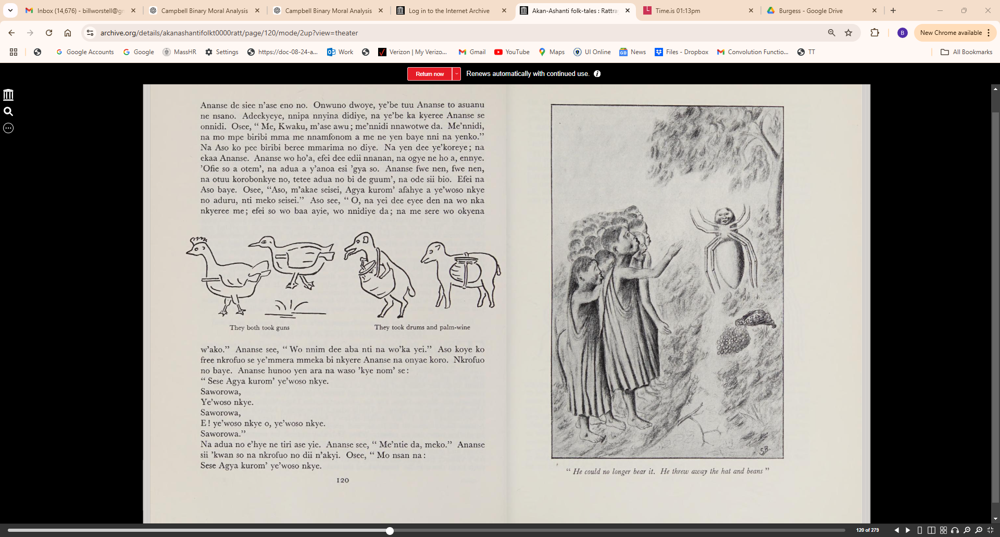 Inbox (14,676) - billworstell@gr
Campbell Binary Moral Analysis
Campbell Binary Moral Analysis
Log in to the Internet Archive
Akan-Ashanti folk-tales : Rattra
Time.is 01:13pm
Burgess - Google Drive
archive.org/details/akanashantifolkt0000ratt/page/120/mode/2up?view=theater
B
New Chrome available
Google Accounts
Google
MassHR
Settings
https://doc-08-24-a...
Work
Verizon | My Verizo...
Gmail
YouTube
Maps
UI Online
News
Files - Dropbox
Convolution Functio...
TT
All Bookmarks
Return now
Renews automatically with continued use.
Ananse de siee n'ase eno no. Onwuno dwoye, ye'be tuu Ananse to asuanu
ne nsano. Adeekyeye, nnipa nnyina didiye, na ye'be ka kyeree Ananse se
onnidi. Osee, “ Me, Kwaku, m'ase awu; me'nnidi nnawotwe da. Me'nnidi,
na mo mpe biribi mma me nnamfonom a me ne yen baye nni na yenko.”
Na Aso ko pee biribi beree mmarima no diye. Na yen dee ye'koreye; na
ekaa Ananse. Ananse wo ho'a, efei dee edii nnanan, na ogye ne ho a, ennye.
'Ofie so a otem', na adua a y'anoa esi 'gya so. Ananse fwe nen, fwe nen,
na otuu korobonkye no, tetee adua no bi de guum', na ode sii bio. Efei na
Aso baye. Osee, “Aso, m'akae seisei, Agya kurom' afahye a ye'woso nkye
no aduru, nti meko seisei.” Aso see, “ O, na yei dee eyee den na wo nka
nkyeree me; efei so wo baa ayie, wo nnidiye da; na me sere wo okyena
They both took guns
They took drums and palm-wine
w'ako.” Ananse see, “ Wo nnim dee aba nti na wo'ka yei.” Aso koye ko
free nkrofuo se ye'mmera mmeka bi nkyere Ananse na onyae koro. Nkrofuo
no baye. Ananse hunoo yen ara na waso 'kye nom' se:
“ Sese Agya kurom' ye'woso nkye.
Saworowa,
Ye'woso nkye.
Saworowa,
E! ye'woso nkye o, ye'woso nkye.
Saworowa.”
Na adua no e'hye ne tiri ase yie. Ananse see, “ Me'ntie da, meko.” Ananse
sii 'kwan so na nkrofuo no dii n'akyi. Osee, “ Mo nsan na:
Sese Agya kurom' ye'woso nkye.
120
S.B.
“ He could no longer bear it. He threw away the hat and beans ”
120 of 279